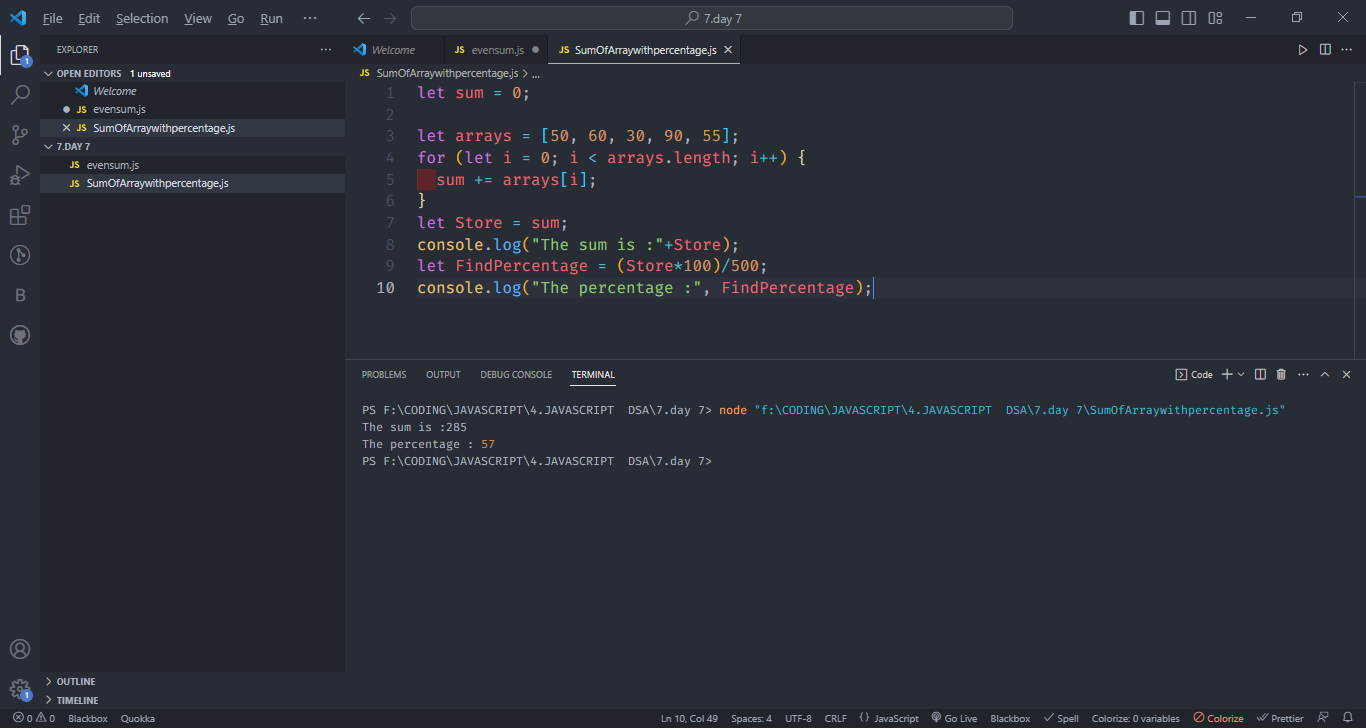 File Edit Selection View Go Run ··· 7.day 7
EXPLORER ···
OPEN EDITORS 1 unsaved
Welcome
JS evensum.js
JS SumOfArraywithpercentage.js
7.DAY 7
JS evensum.js
JS SumOfArraywithpercentage.js
OUTLINE
TIMELINE
Welcome JS evensum.js JS SumOfArraywithpercentage.js
JS SumOfArraywithpercentage.js > ...
1 let sum = 0;
2
3 let arrays = [50, 60, 30, 90, 55];
4 for (let i = 0; i < arrays.length; i++) {
5   sum += arrays[i];
6 }
7 let Store = sum;
8 console.log("The sum is :"+Store);
9 let FindPercentage = (Store*100)/500;
10 console.log("The percentage :", FindPercentage);
PROBLEMS OUTPUT DEBUG CONSOLE TERMINAL Code
PS F:\CODING\JAVASCRIPT\4.JAVASCRIPT  DSA\7.day 7> node "f:\CODING\JAVASCRIPT\4.JAVASCRIPT  DSA\7.day 7\SumOfArraywithpercentage.js"
The sum is :285
The percentage : 57
PS F:\CODING\JAVASCRIPT\4.JAVASCRIPT  DSA\7.day 7>
1
B
1
0 0 Blackbox Quokka Ln 10, Col 49 Spaces: 4 UTF-8 CRLF {} JavaScript Go Live Blackbox Spell Colorize: 0 variables Colorize Prettier